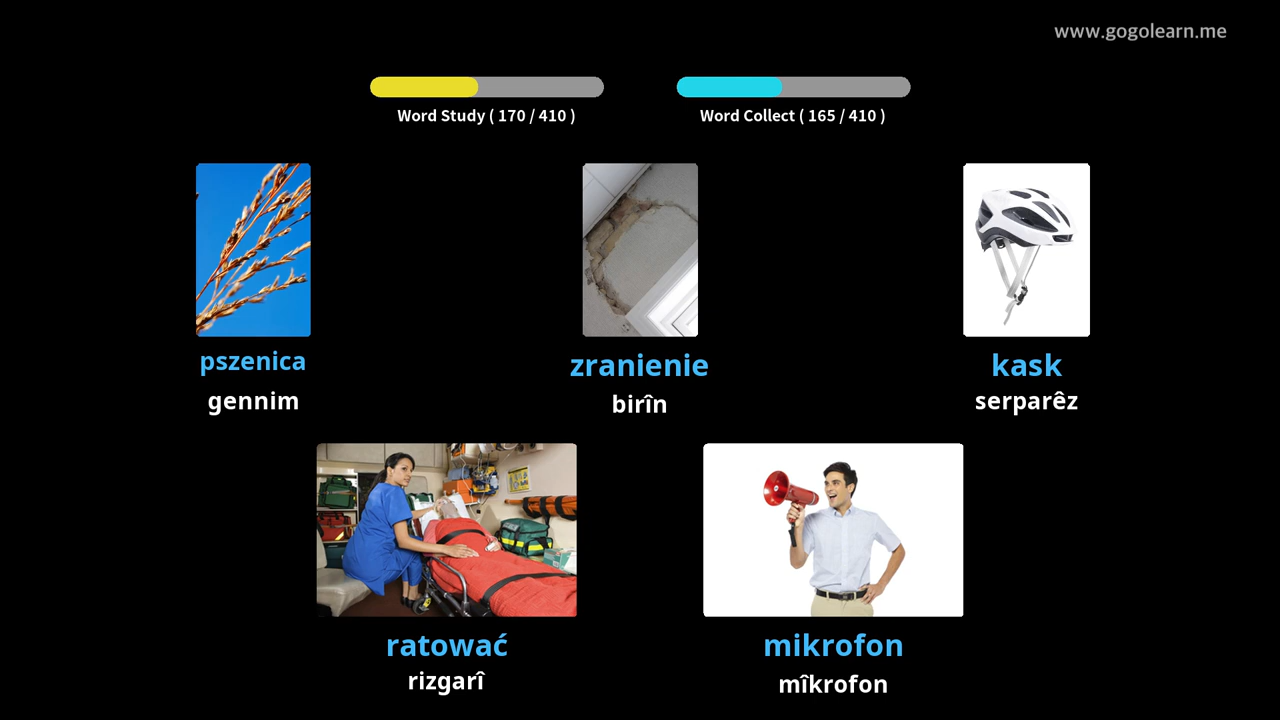 www.gogolearn.me
Word Study ( 170 / 410 )
Word Collect ( 165 / 410 )
pszenica
gennim
zranienie
birîn
kask
serparêz
ratować
rizgarî
mikrofon
mîkrofon